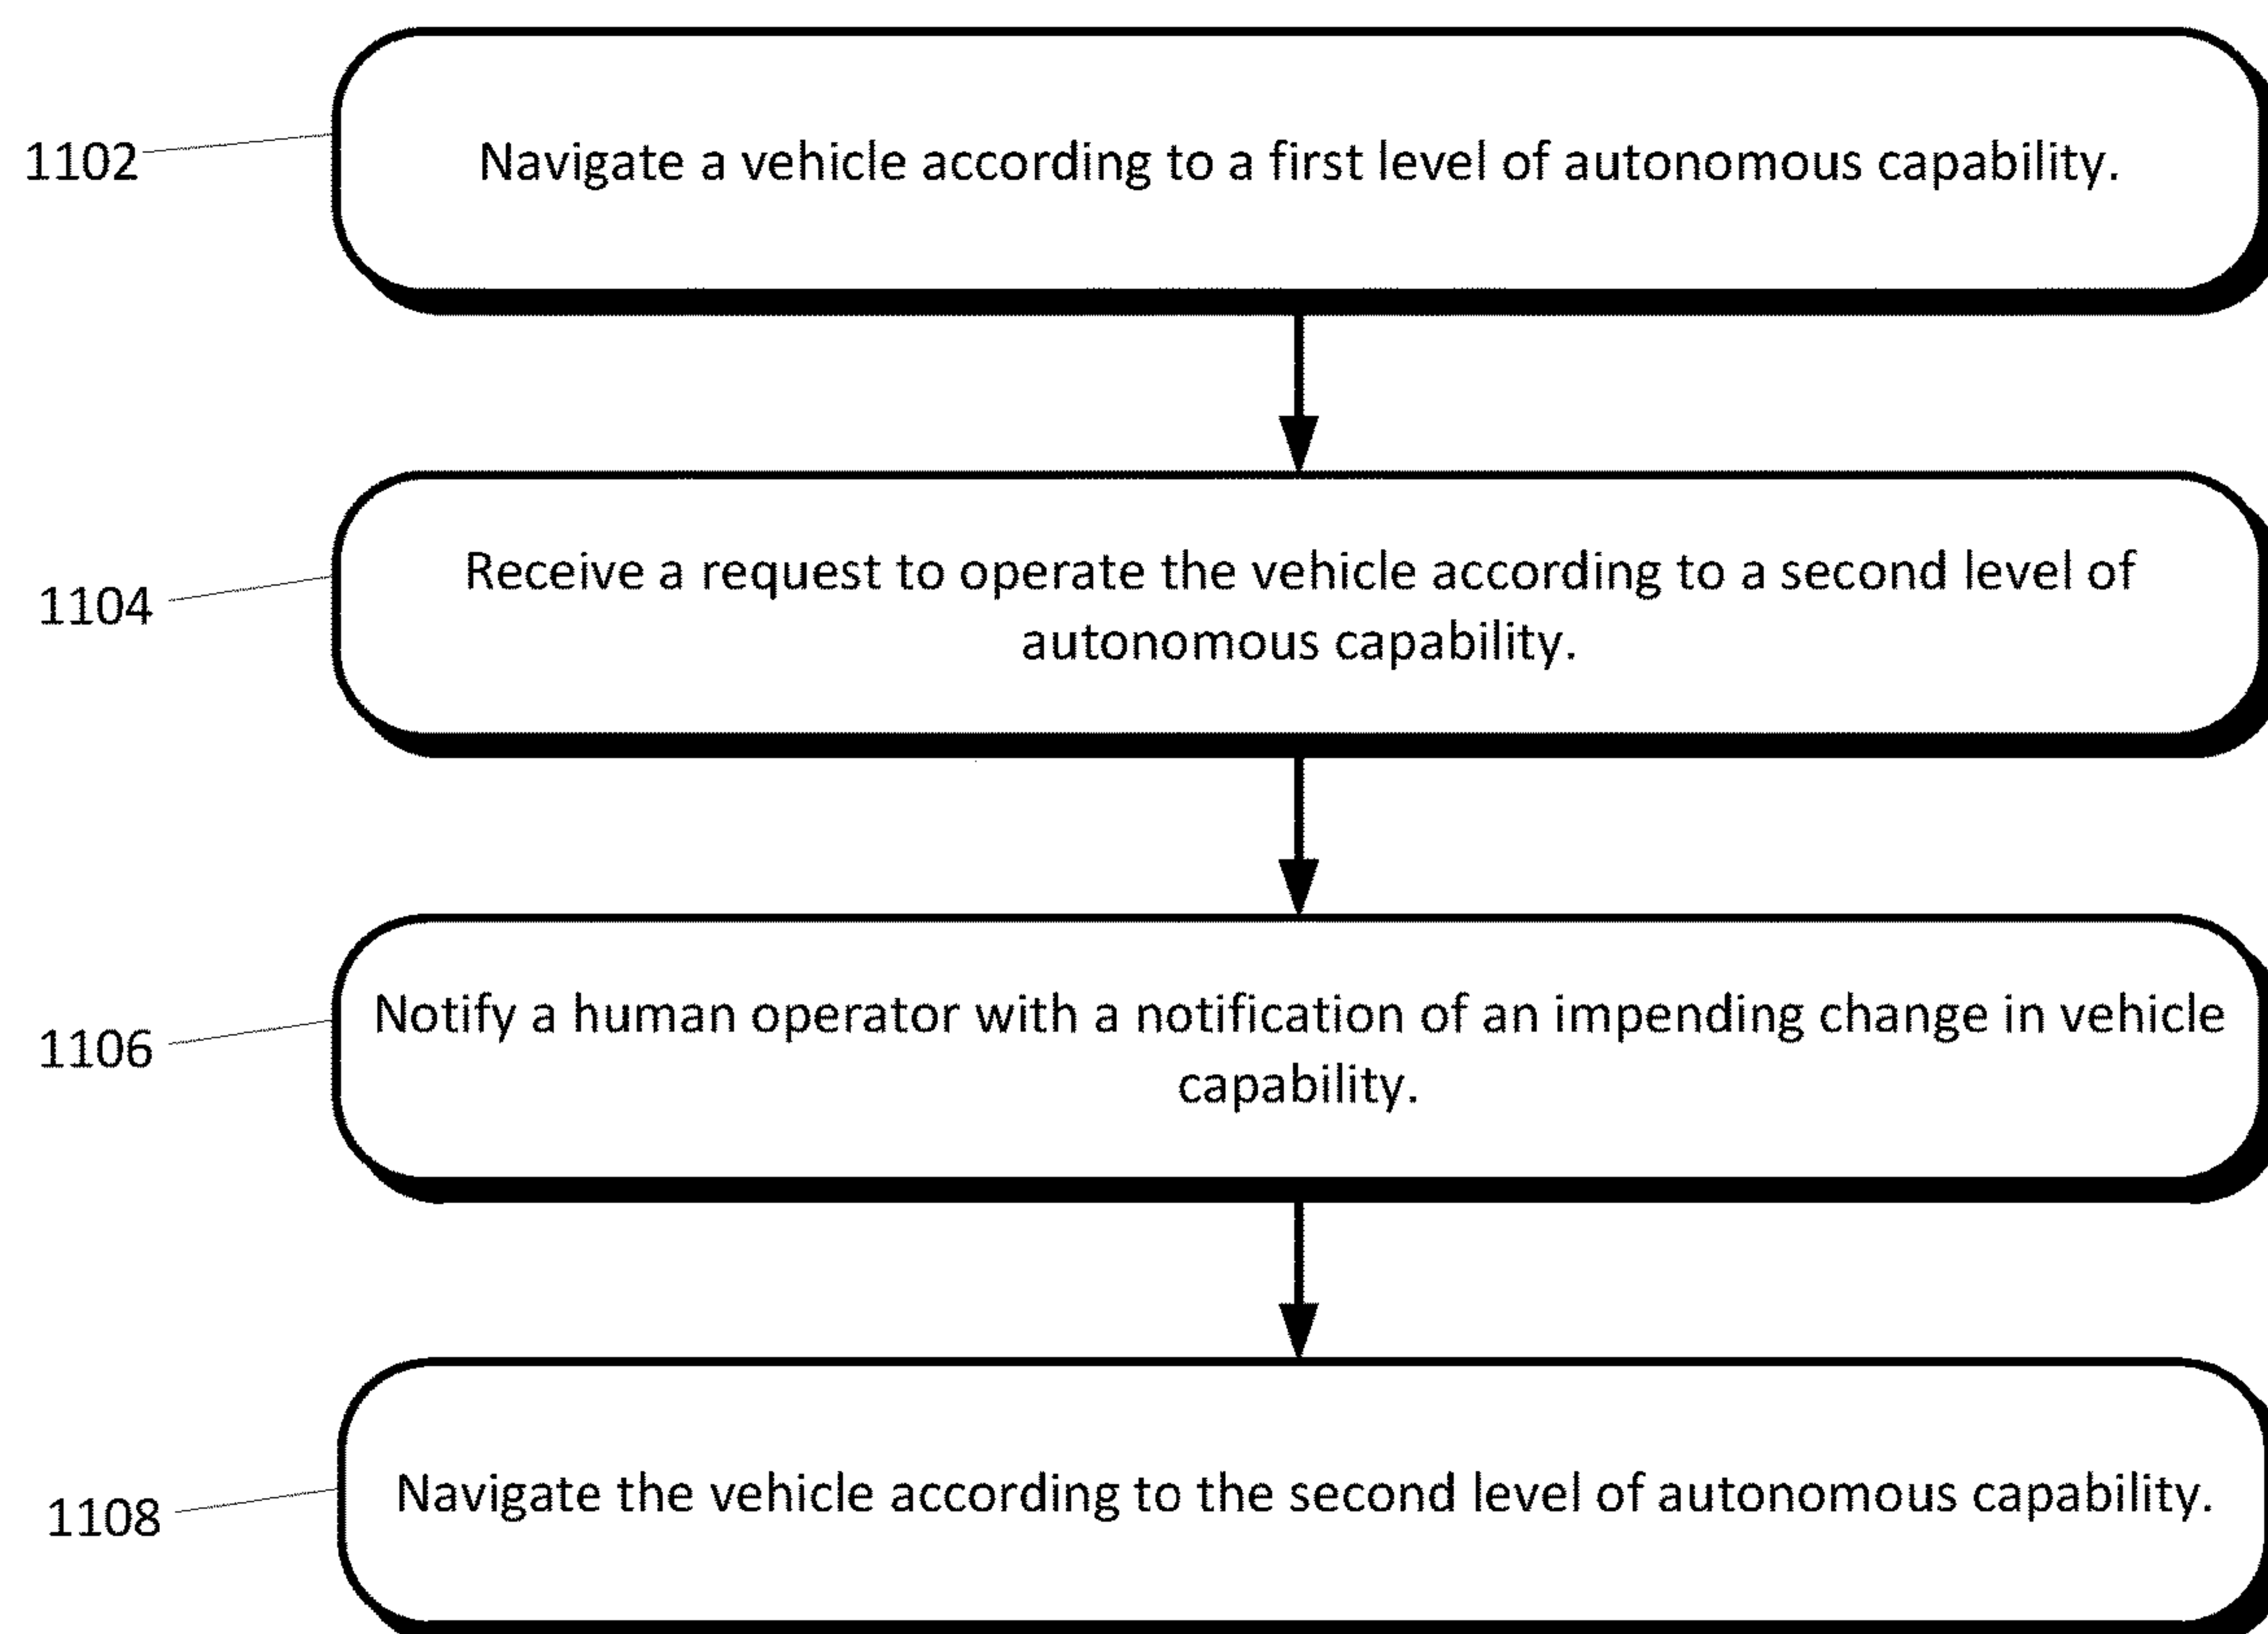 1102
Navigate a vehicle according to a first level of autonomous capability.
1104
Receive a request to operate the vehicle according to a second level of
autonomous capability.
1106
Notify a human operator with a notification of an impending change in vehicle
capability.
1108
Navigate the vehicle according to the second level of autonomous capability.